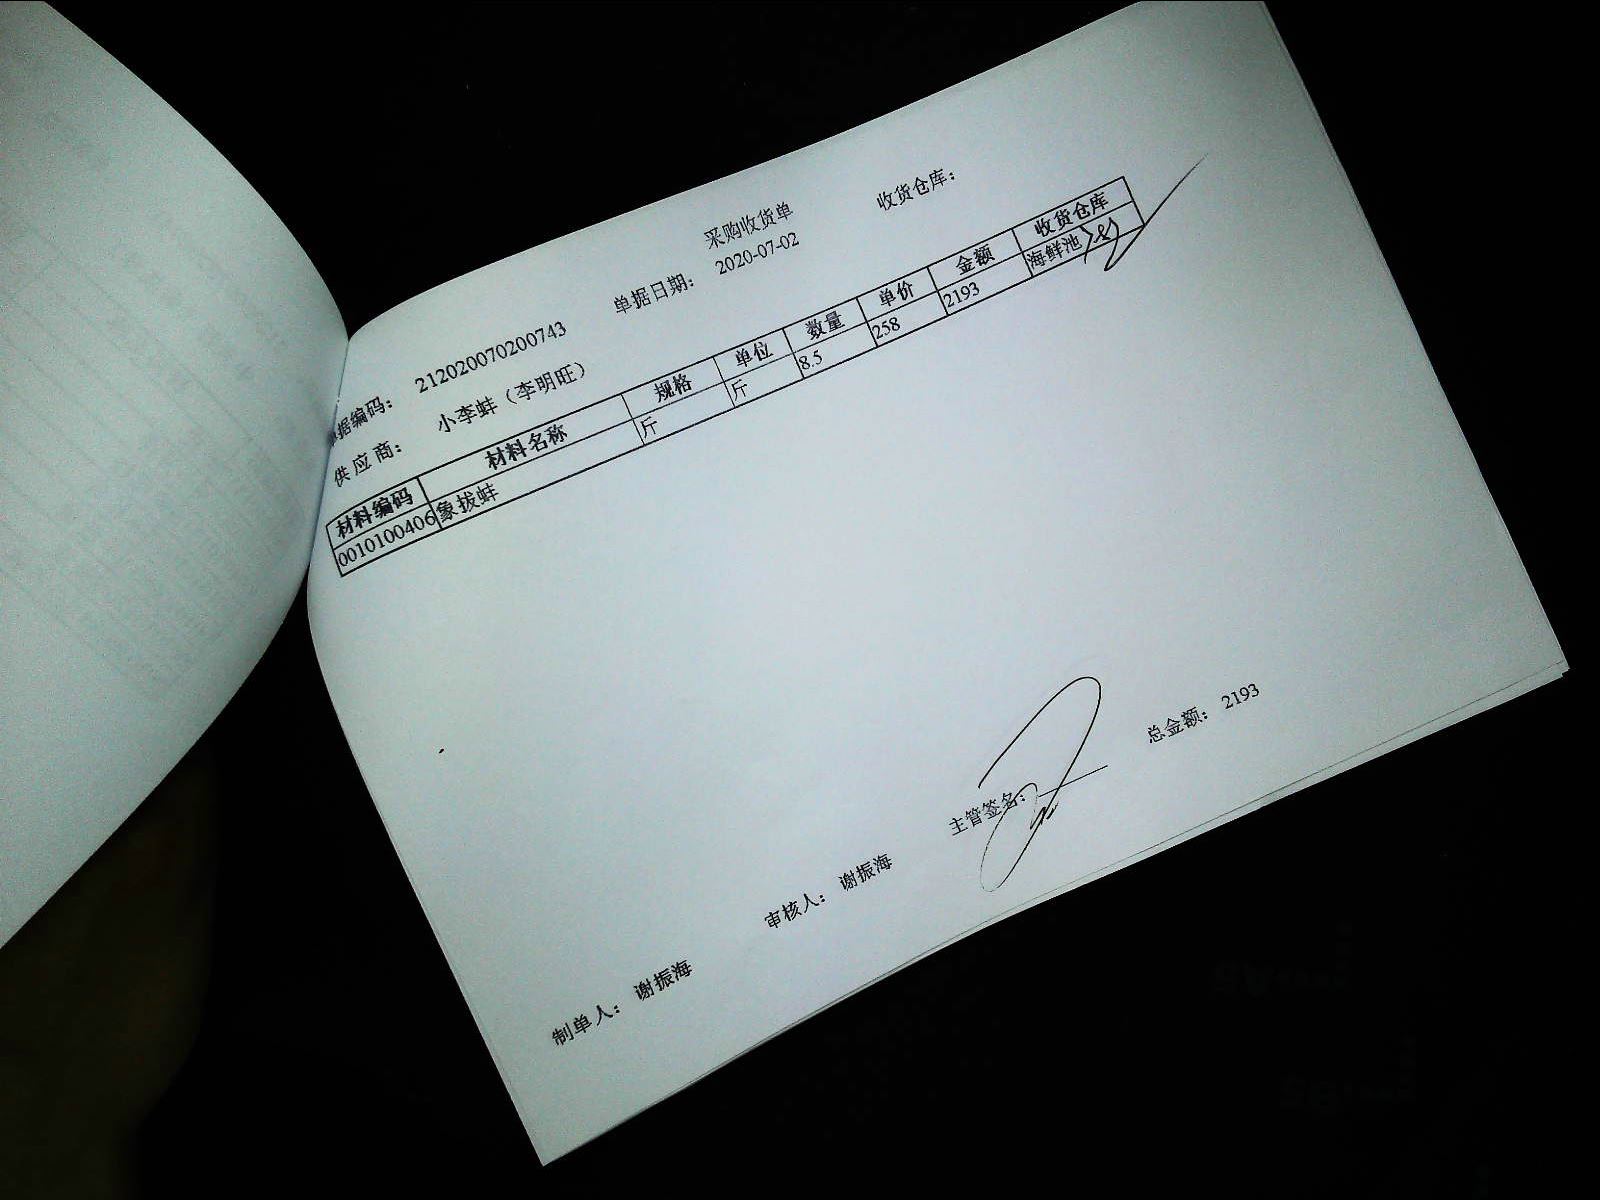 采购收货单
收货仓库:
单据日期: 2020-07-02
据编码: 212020070200743
供应商: 小李蚌（李明旺）
材料编码 材料名称 规格 单位 数量 单价 金额 收货仓库
0010100406 象拔蚌 斤 斤 8.5 258 2193 海鲜池
总金额: 2193
主管签名:
审核人: 谢振海
制单人: 谢振海